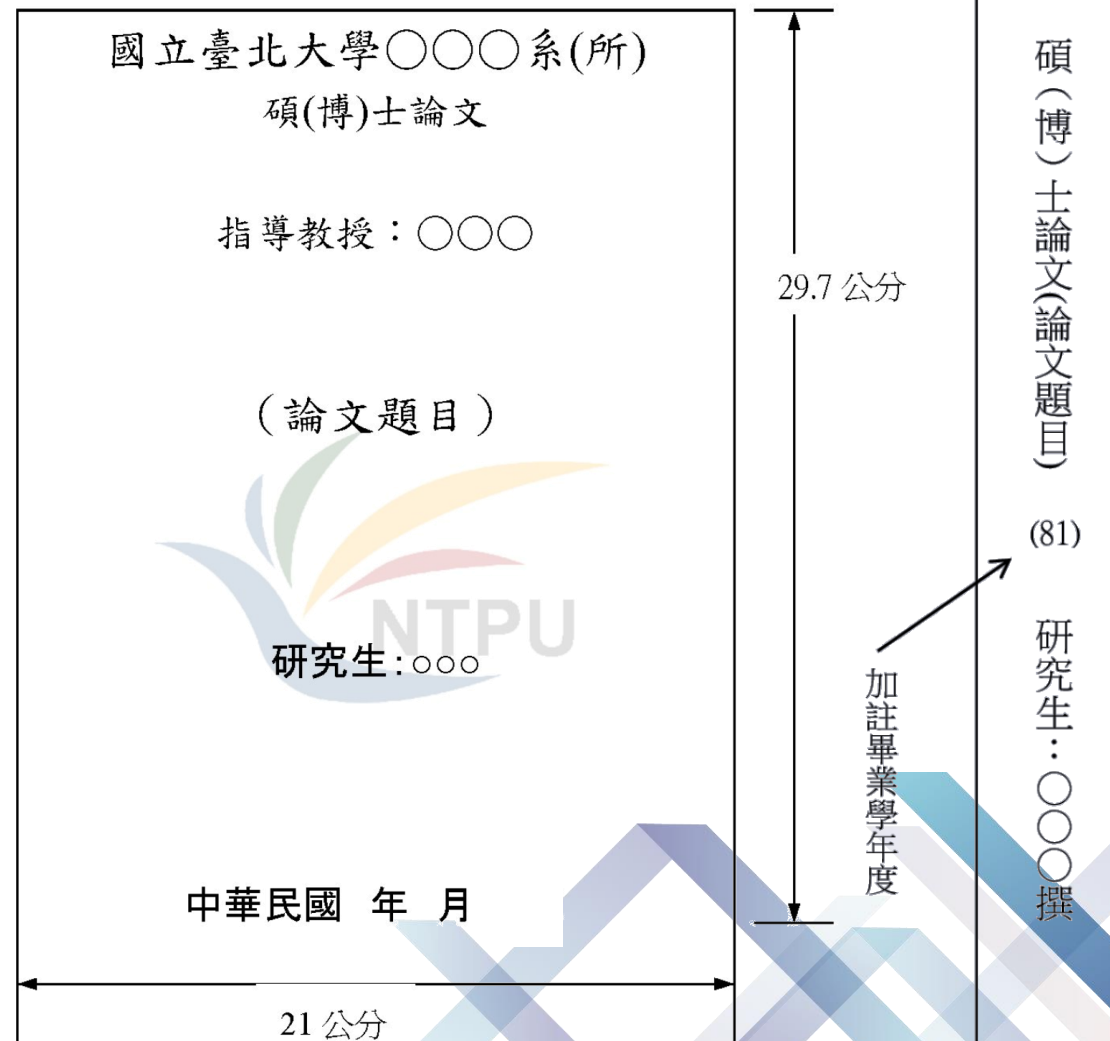 國立臺北大學○○○系(所)
碩(博)士論文
指導教授：○○○
（論文題目）
NTPU
研究生:○○○
中華民國 年 月
21 公分
29.7 公分
加註畢業學年度
碩（博）士論文(論文題目) (81) 研究生：○○○撰